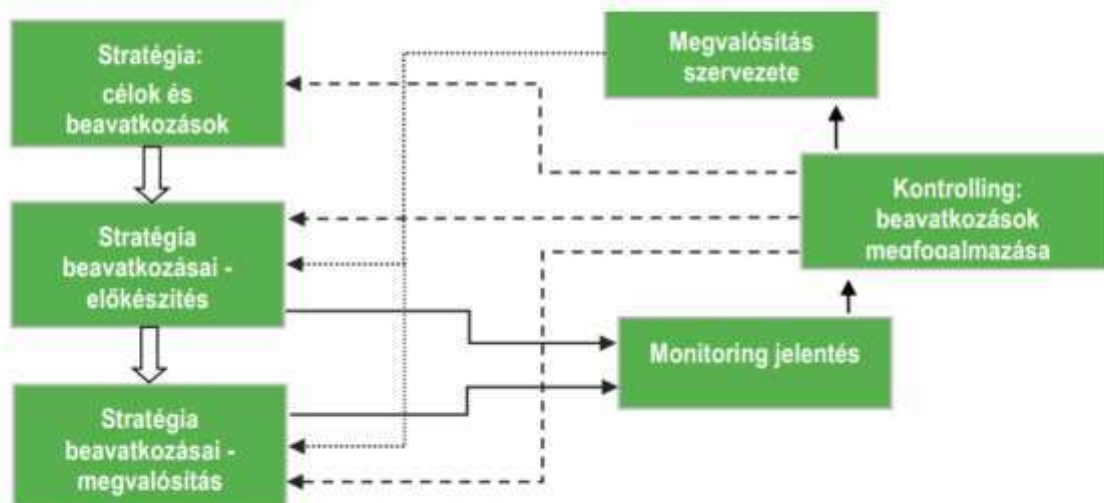 Stratégia:
célok és
beavatkozások
Megvalósítás
szervezete
Kontrolling:
beavatkozások
megfogalmazása
Stratégia
beavatkozásai -
előkészítés
Monitoring jelentés
Stratégia
beavatkozásai -
megvalósítás